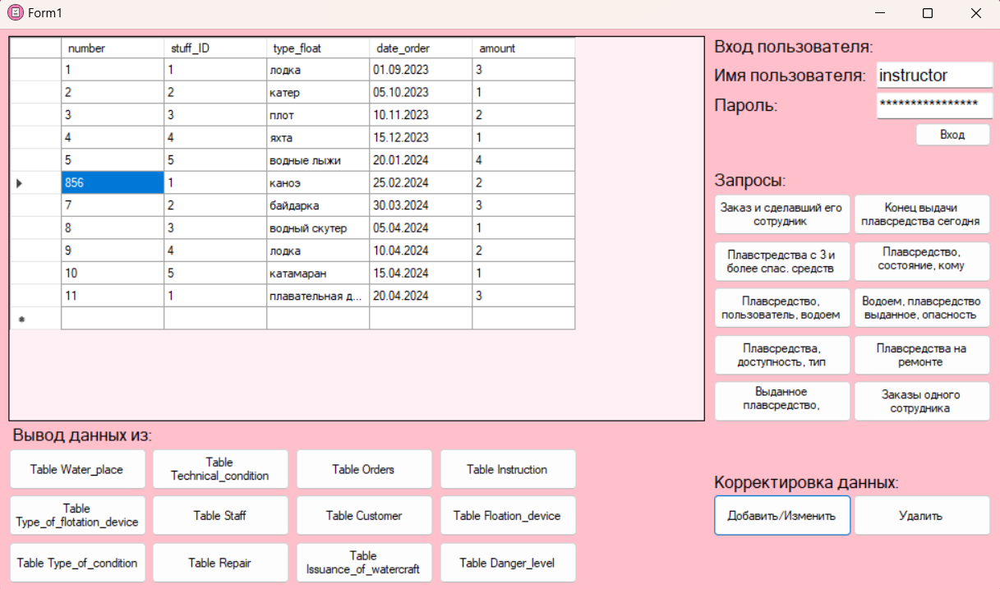 Form1
number stuff_ID type_float date_order amount
1 1 лодка 01.09.2023 3
2 2 катер 05.10.2023 1
3 3 плот 10.11.2023 2
4 4 яхта 15.12.2023 1
5 5 водные лыжи 20.01.2024 4
856 1 каноэ 25.02.2024 2
7 2 байдарка 30.03.2024 3
8 3 водный скутер 05.04.2024 1
9 4 лодка 10.04.2024 2
10 5 катамаран 15.04.2024 1
11 1 плавательная д... 20.04.2024 3
Вход пользователя:
Имя пользователя: instructor
Пароль: ****************
Вход
Запросы:
Заказ и сделавший его
сотрудник
Конец выдачи
плавсредства сегодня
Плавстредства с 3 и
более спас. средств
Плавсредство,
состояние, кому
Плавсредство,
пользователь, водоем
Водоем, плавсредство
выданное, опасность
Плавсредства,
доступность, тип
Плавсредства на
ремонте
Выданное
плавсредство,
Заказы одного
сотрудника
Вывод данных из:
Table Water_place
Table
Technical_condition
Table Orders
Table Instruction
Table
Type_of_flotation_device
Table Staff
Table Customer
Table Floation_device
Table Type_of_condition
Table Repair
Table
Issuance_of_watercraft
Table Danger_level
Корректировка данных:
Добавить/Изменить
Удалить